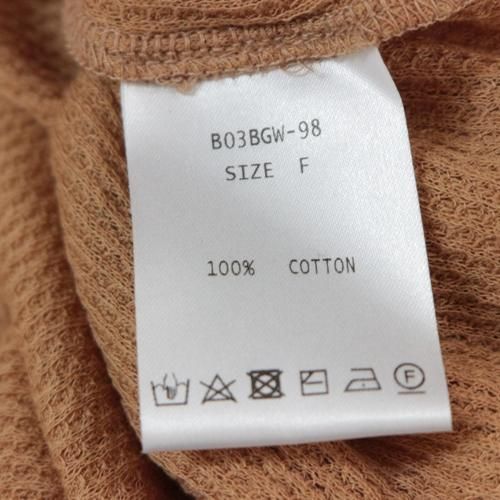 B03BGW-98
SIZE F
100% COTTON
F